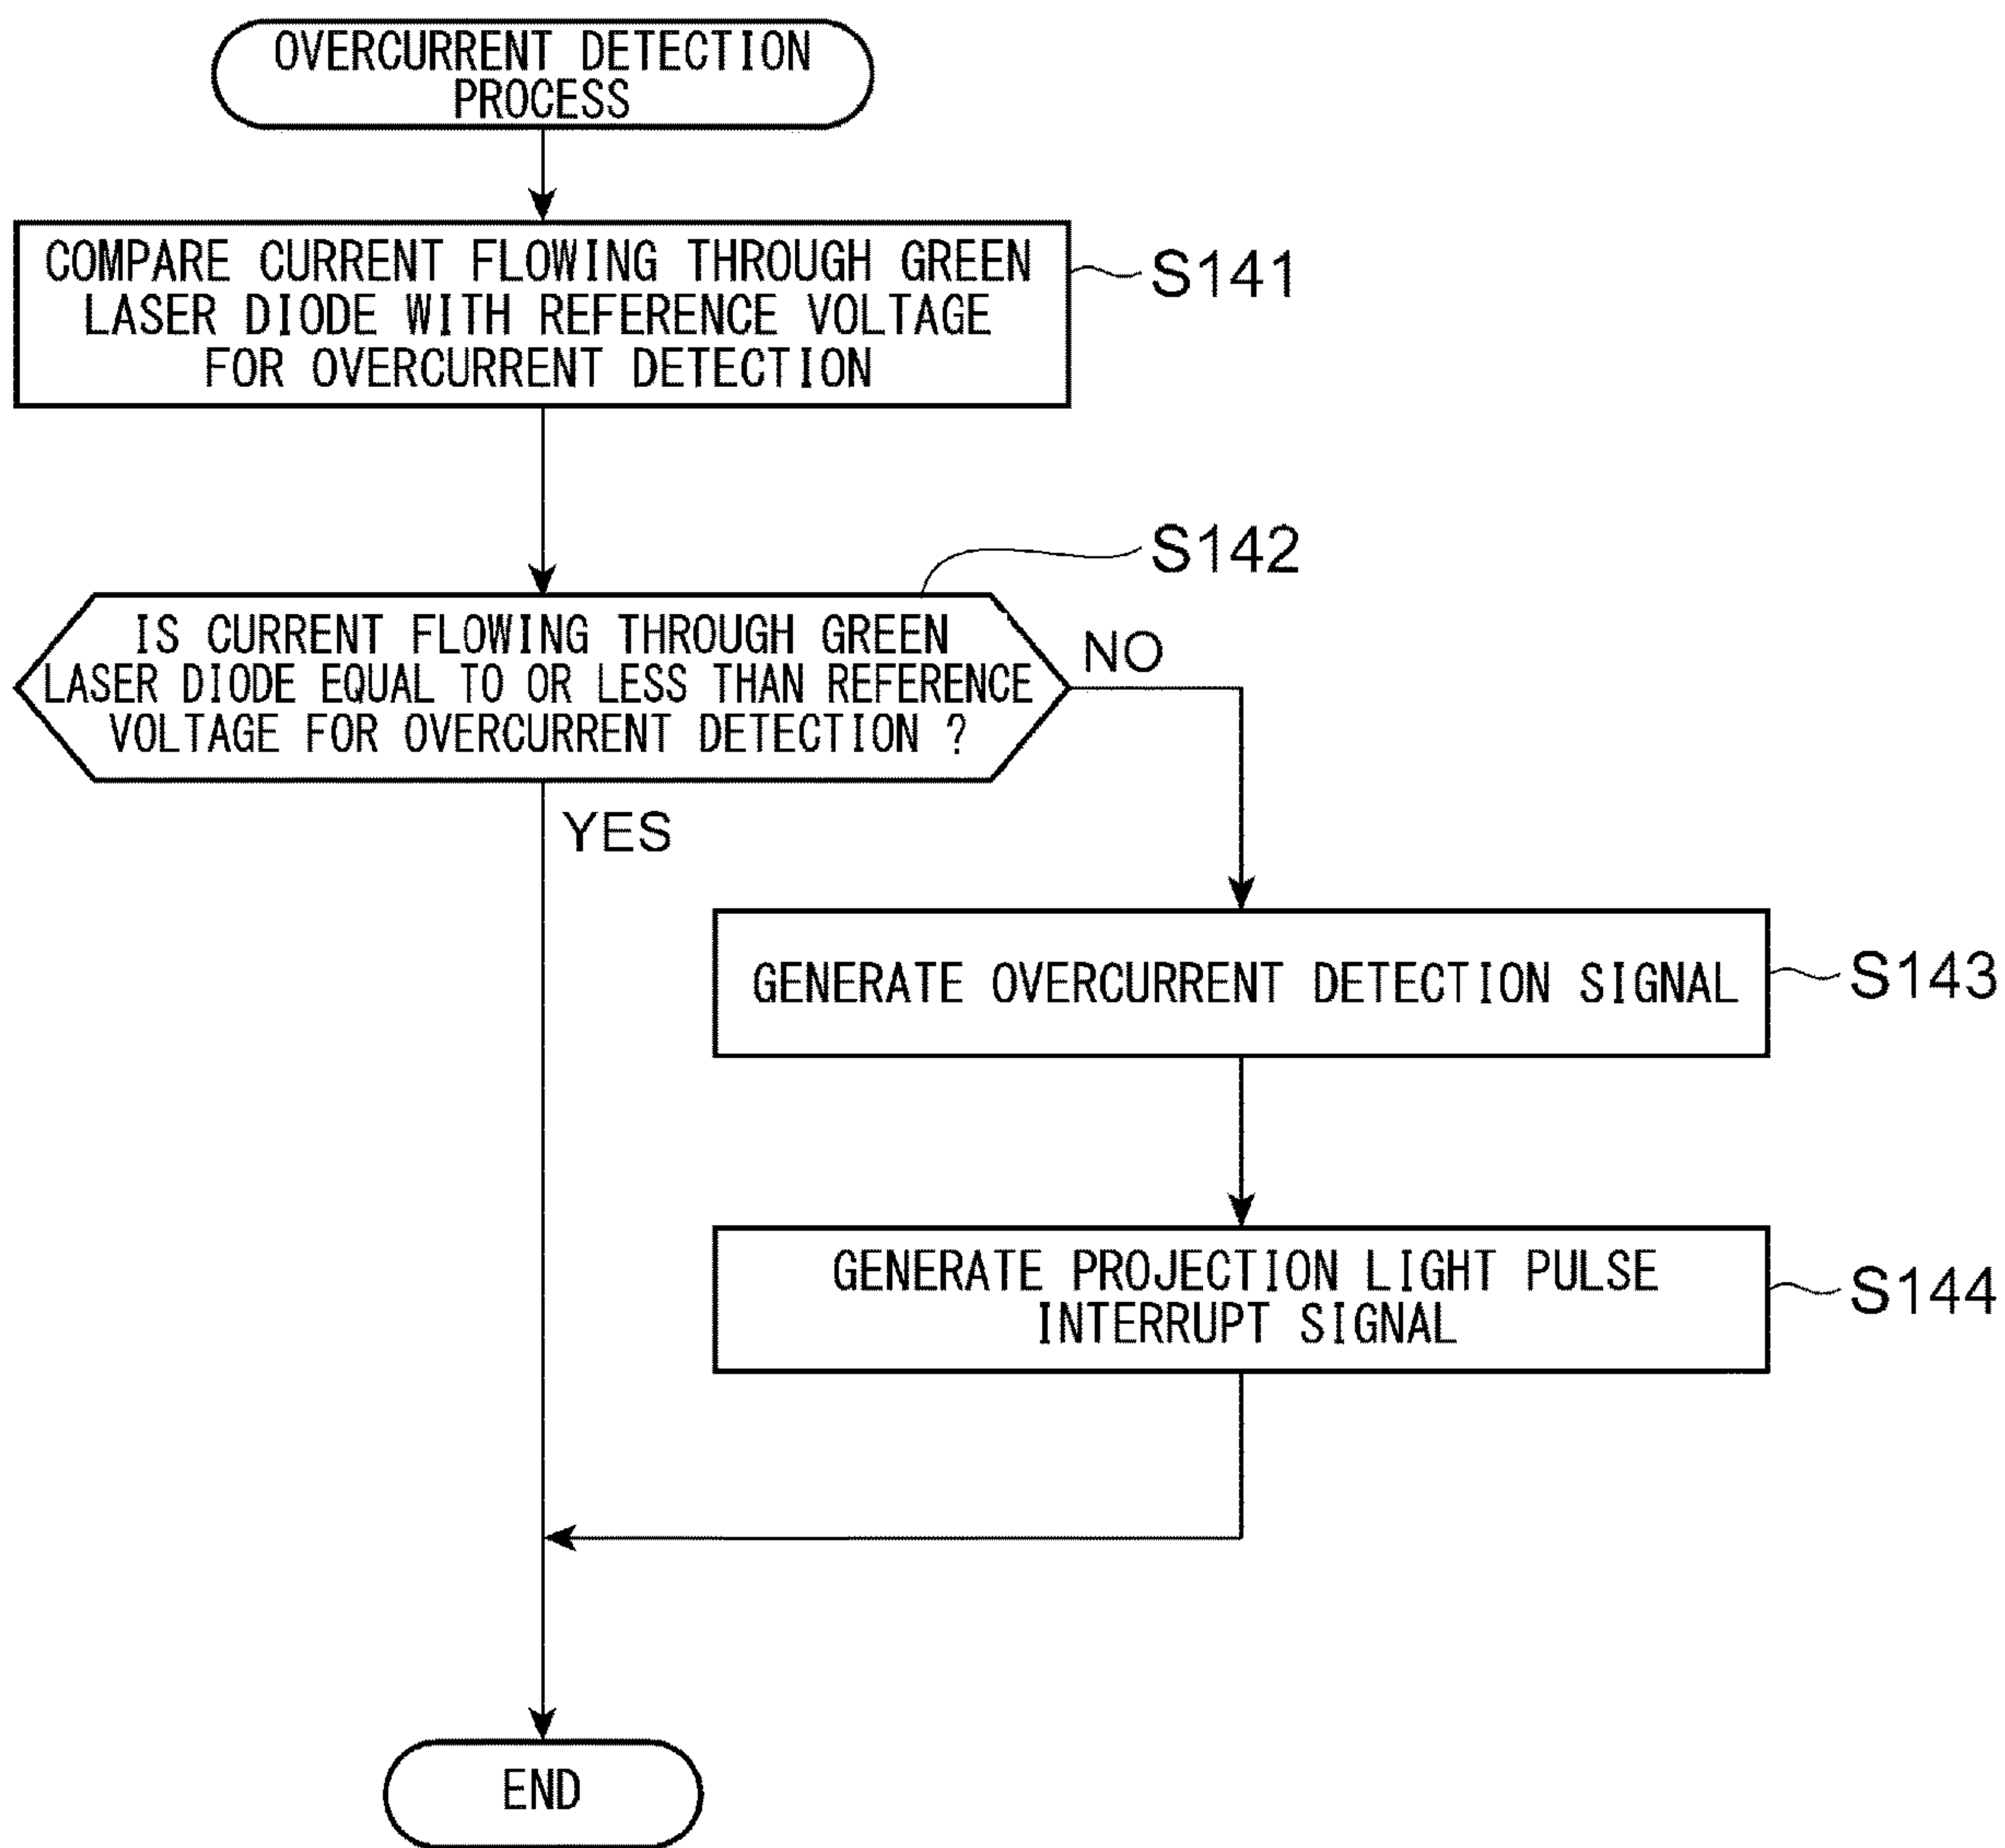 OVERCURRENT DETECTION
PROCESS
COMPARE CURRENT FLOWING THROUGH GREEN
LASER DIODE WITH REFERENCE VOLTAGE
FOR OVERCURRENT DETECTION
S141
S142
IS CURRENT FLOWING THROUGH GREEN
LASER DIODE EQUAL TO OR LESS THAN REFERENCE
VOLTAGE FOR OVERCURRENT DETECTION ?
NO
YES
GENERATE OVERCURRENT DETECTION SIGNAL
S143
GENERATE PROJECTION LIGHT PULSE
INTERRUPT SIGNAL
S144
END